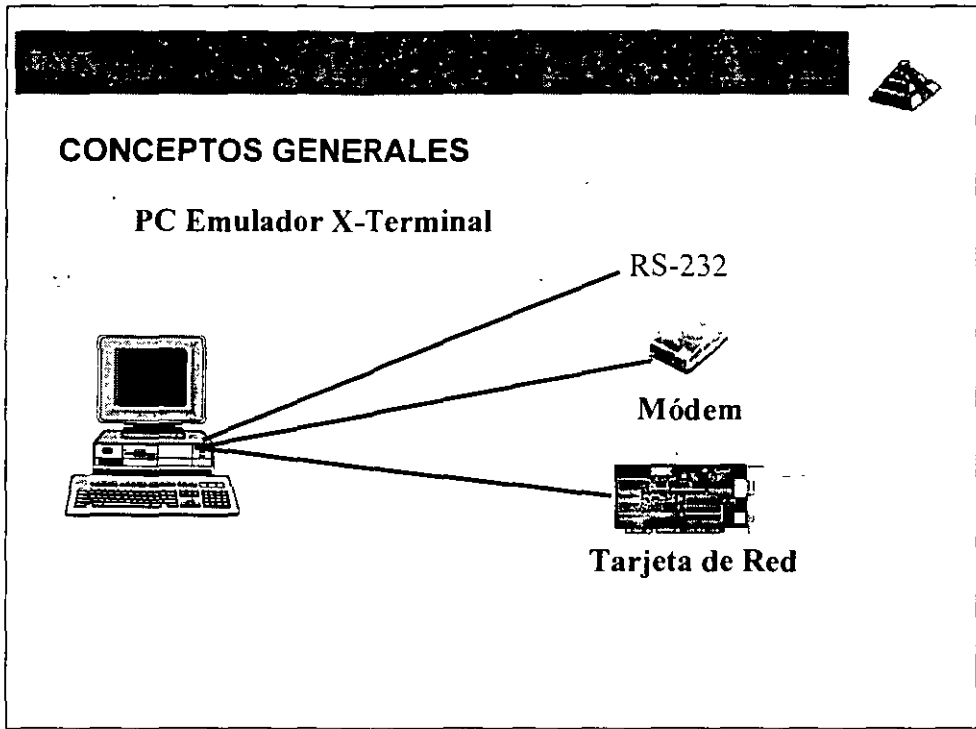 CONCEPTOS GENERALES
PC Emulador X-Terminal
RS-232
Módem
Tarjeta de Red